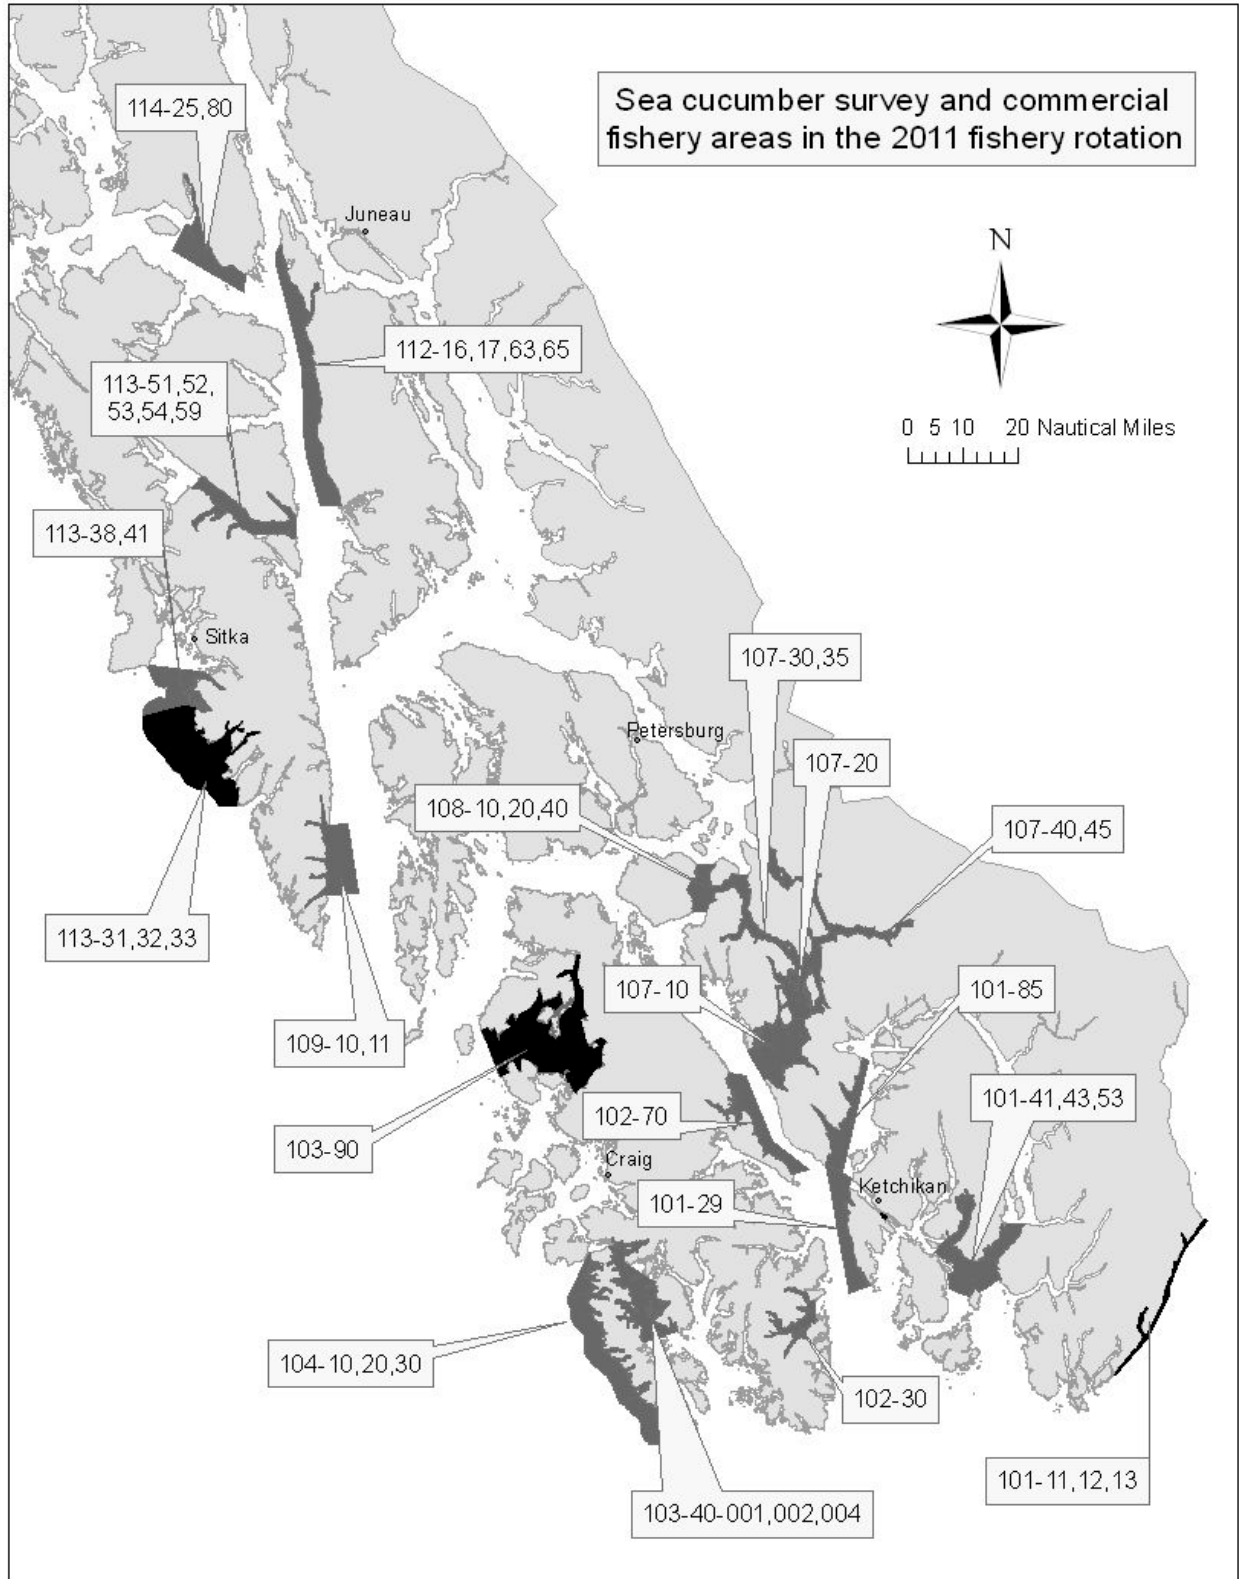 Sea cucumber survey and commercial
fishery areas in the 2011 fishery rotation
114-25,80
Juneau
N
112-16,17,63,65
113-51,52,
53,54,59
0 5 10 20 Nautical Miles
113-38,41
Sitka
107-30,35
Petersburg
107-20
108-10,20,40
107-40,45
113-31,32,33
107-10
101-85
109-10,11
101-41,43,53
102-70
103-90
Craig
Ketchikan
101-29
104-10,20,30
102-30
101-11,12,13
103-40-001,002,004